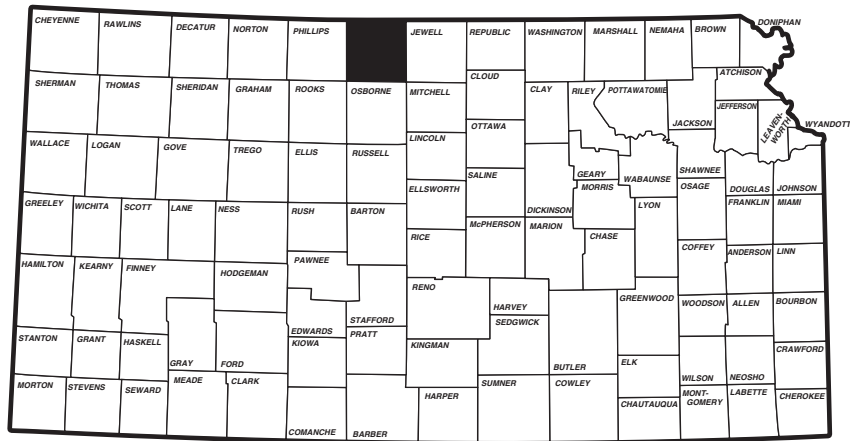 CHEYENNE
RAWLINS
DECATUR
NORTON
PHILLIPS
JEWELL
REPUBLIC
WASHINGTON
MARSHALL
NEMAHA
BROWN
DONIPHAN
SHERMAN
THOMAS
SHERIDAN
GRAHAM
ROOKS
OSBORNE
MITCHELL
CLOUD
CLAY
RILEY
POTTAWATOMIE
ATCHISON
JACKSON
JEFFERSON
LEAVEN-
WORTH
WYANDOTT
WALLACE
LOGAN
GOVE
TREGO
ELLIS
RUSSELL
LINCOLN
OTTAWA
SALINE
ELLSWORTH
DICKINSON
GEARY
MORRIS
WABAUNSE
SHAWNEE
OSAGE
DOUGLAS
JOHNSON
GREELEY
WICHITA
SCOTT
LANE
NESS
RUSH
BARTON
RICE
McPHERSON
MARION
CHASE
LYON
COFFEY
FRANKLIN
MIAMI
ANDERSON
LINN
HAMILTON
KEARNY
FINNEY
HODGEMAN
PAWNEE
STAFFORD
RENO
HARVEY
SEDGWICK
BUTLER
GREENWOOD
WOODSON
ALLEN
BOURBON
STANTON
GRANT
HASKELL
GRAY
FORD
EDWARDS
KIOWA
PRATT
KINGMAN
ELK
WILSON
NEOSHO
CRAWFORD
MORTON
STEVENS
SEWARD
MEADE
CLARK
COMANCHE
BARBER
HARPER
SUMNER
COWLEY
CHAUTAUQUA
MONT-
GOMERY
LABETTE
CHEROKEE